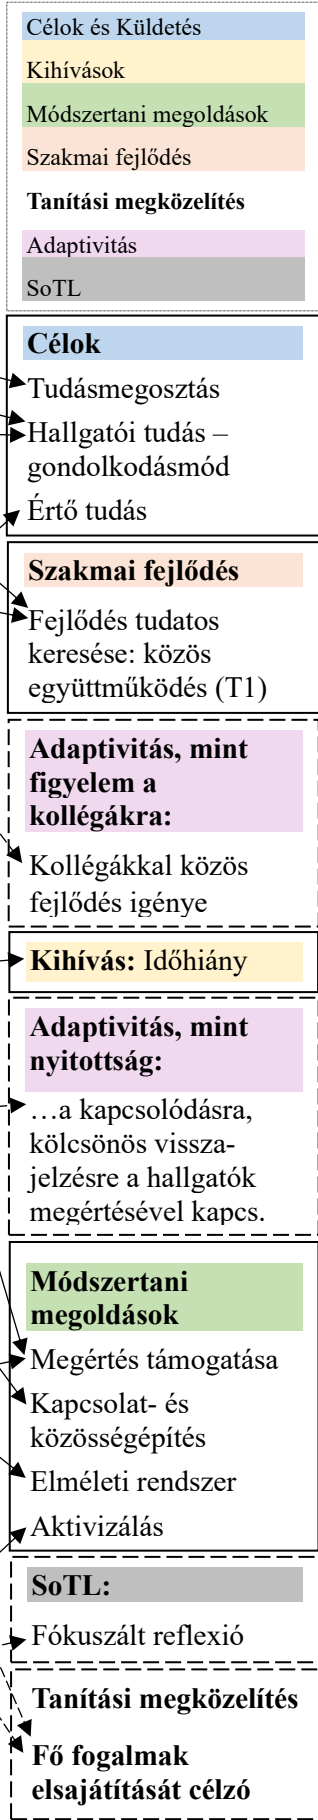 Célok és Küldetés
Kihívások
Módszertani megoldások
Szakmai fejlődés
Tanítási megközelítés
Adaptivitás
SoTL
Célok
Tudásmegosztás
Hallgatói tudás –
gondolkodásmód
Értő tudás
Szakmai fejlődés
Fejlődés tudatos
keresése: közös
együttműködés (T1)
Adaptivitás, mint
figyelem a
kollégákra:
Kollégákkal közös
fejlődés igénye
Kihívás: Időhiány
Adaptivitás, mint
nyitottság:
…a kapcsolódásra,
kölcsönös vissza-
jelzésre a hallgatók
megértésével kapcs.
Módszertani
megoldások
Megértés támogatása
Kapcsolat- és
közösségépítés
Elméleti rendszer
Aktivizálás
SoTL:
Fókuszált reflexió
Tanítási megközelítés
Fő fogalmak
elsajátítását célzó